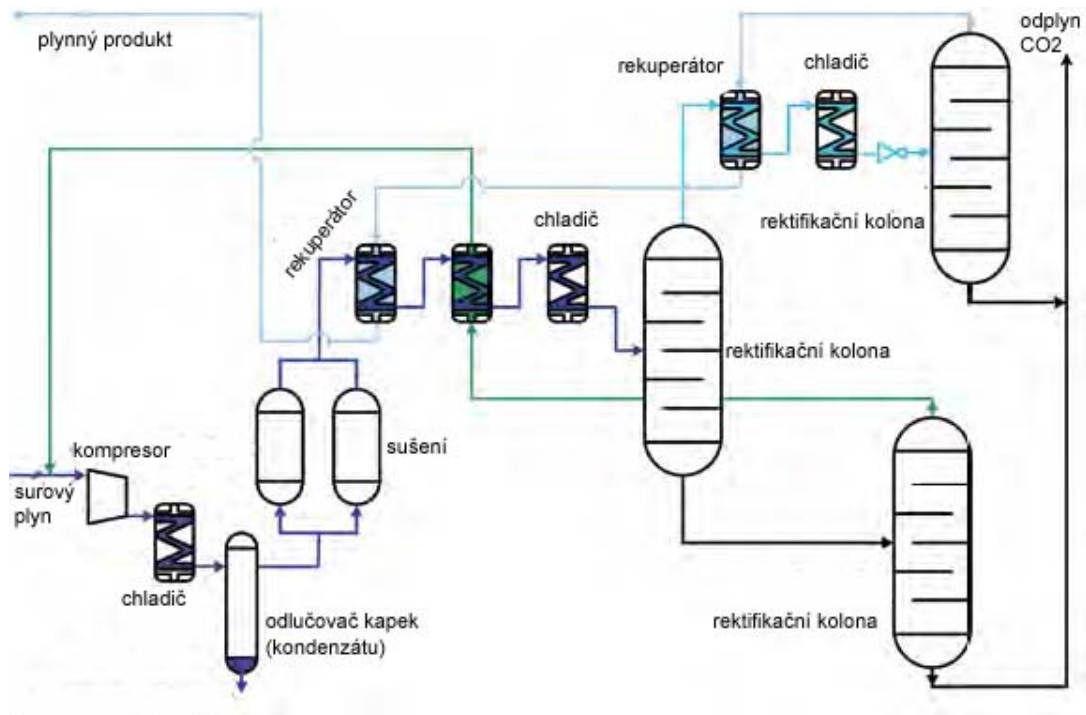 plynný produkt
odplyn
CO2
rekuperátor
chladič
rektifikační kolona
rekuperátor
chladič
rektifikační kolona
kompresor
sušení
surový
plyn
chladič
odlučovač kapek
(kondenzátu)
rektifikační kolona